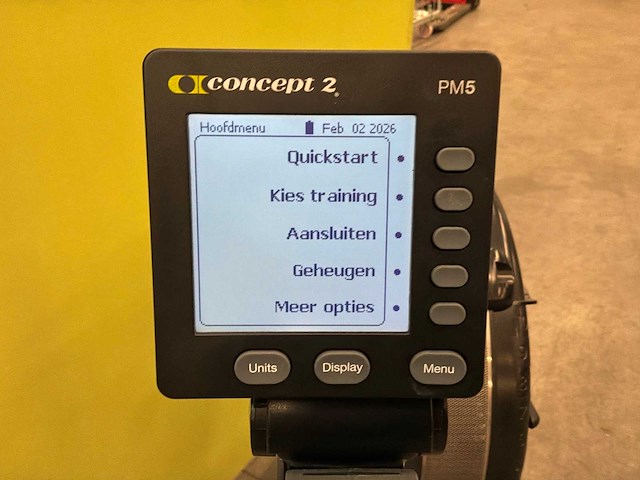 concept 2
PM5
Hoofdmenu Feb 02 2026
Quickstart
Kies training
Aansluiten
Geheugen
Meer opties
Units Display Menu